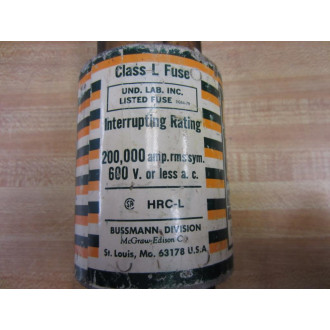 Class L Fuse
UND. LAB. INC.
LISTED FUSE
Interrupting Rating
200,000 amp. rms sym.
600 V. or less a. c.
HRC-L
BUSSMANN DIVISION
McGraw-Edison Co.
St. Louis, Mo. 63178 U.S.A.